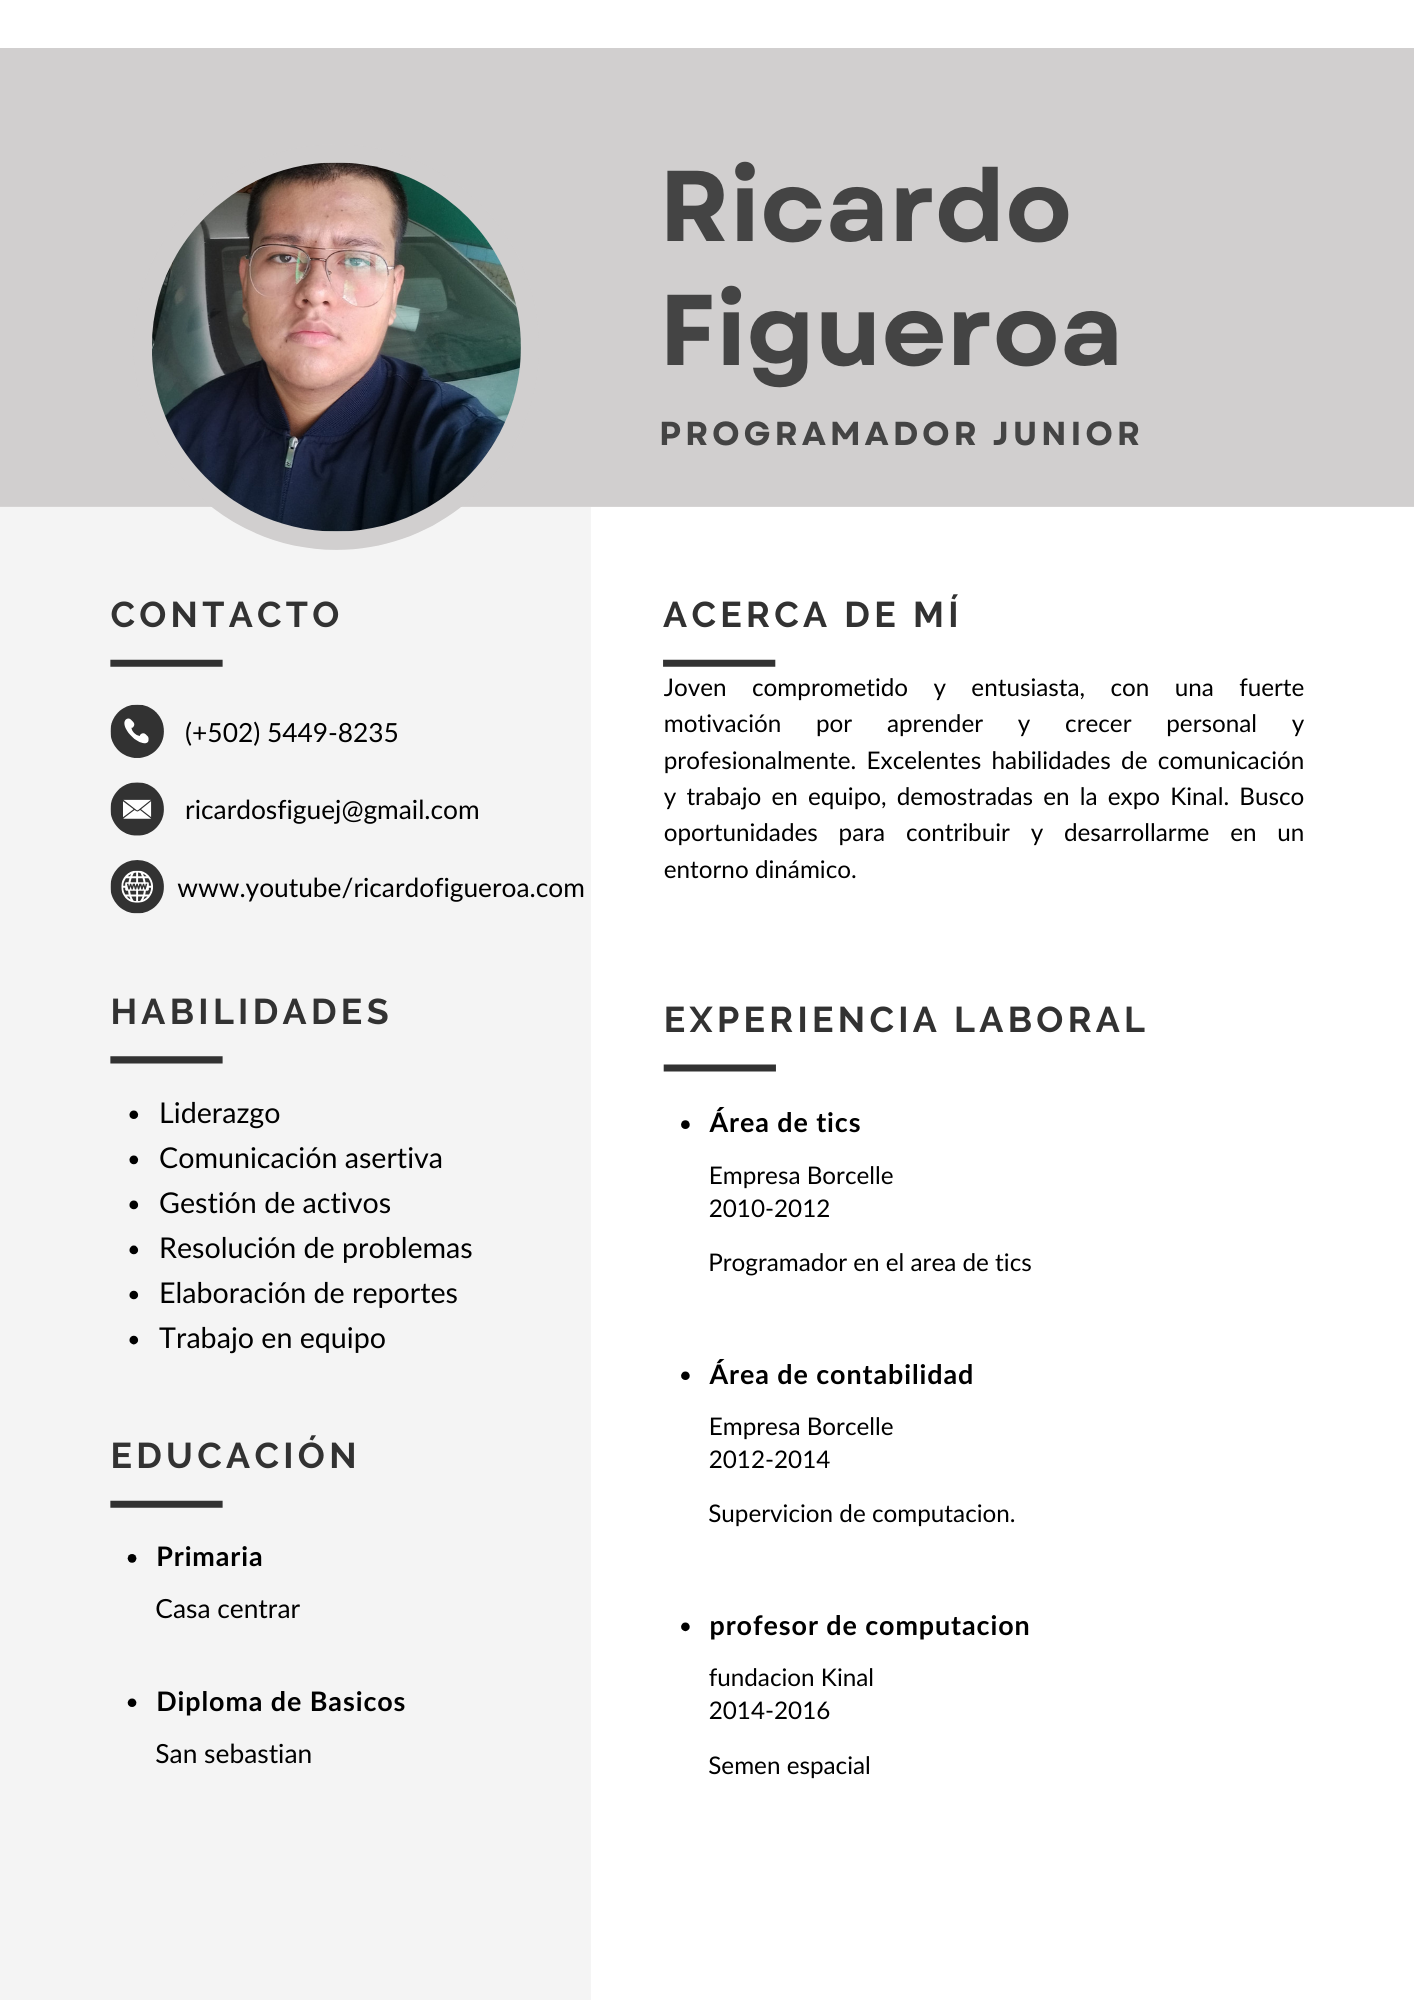 Ricardo
Figueroa
PROGRAMADOR JUNIOR
CONTACTO
(+502) 5449-8235
ricardosfiguej@gmail.com
www.youtube/ricardofigueroa.com
HABILIDADES
Liderazgo
Comunicación asertiva
Gestión de activos
Resolución de problemas
Elaboración de reportes
Trabajo en equipo
EDUCACIÓN
Primaria
Casa centrar
Diploma de Basicos
San sebastian
ACERCA DE MÍ
Joven comprometido y entusiasta, con una fuerte
motivación por aprender y crecer personal y
profesionalmente. Excelentes habilidades de comunicación
y trabajo en equipo, demostradas en la expo Kinal. Busco
oportunidades para contribuir y desarrollarme en un
entorno dinámico.
EXPERIENCIA LABORAL
Área de tics
Empresa Borcelle
2010-2012
Programador en el area de tics
Área de contabilidad
Empresa Borcelle
2012-2014
Supervicion de computacion.
profesor de computacion
fundacion Kinal
2014-2016
Semen espacial